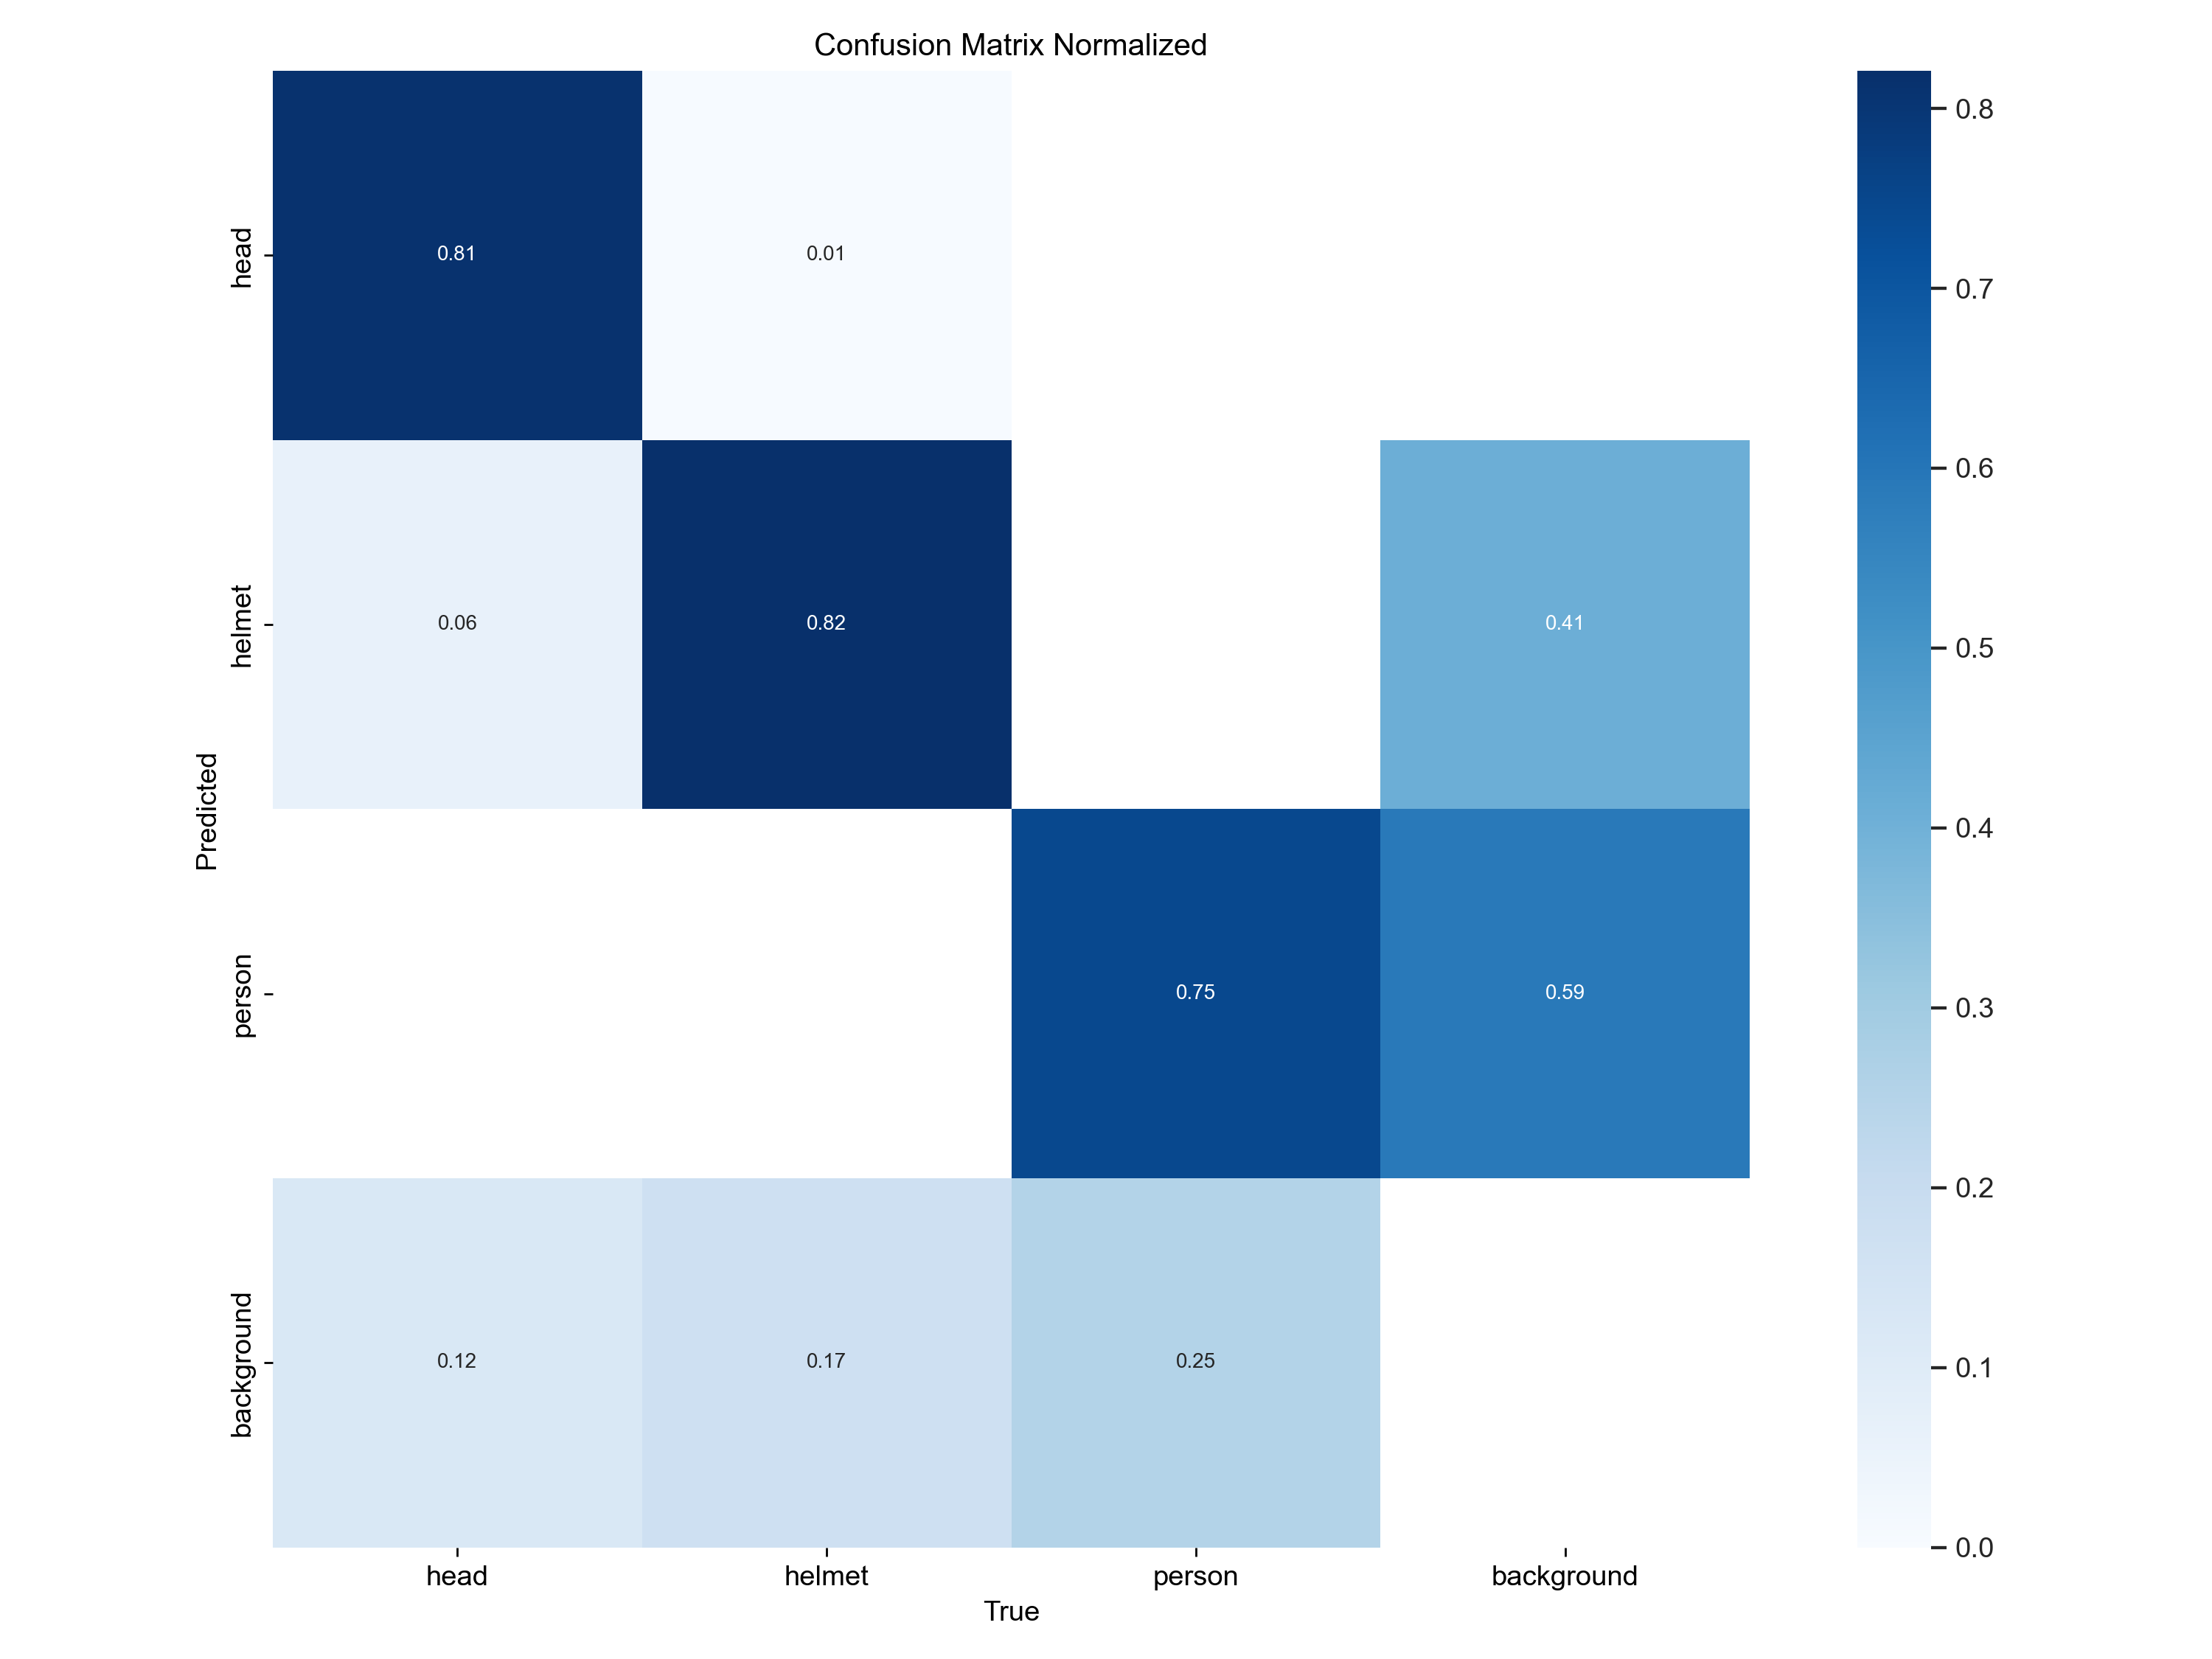 Confusion Matrix Normalized
head
0.81
0.01
helmet
0.06
0.82
0.41
Predicted
person
0.75
0.59
background
0.12
0.17
0.25
head
helmet
person
background
True
0.8
0.7
0.6
0.5
0.4
0.3
0.2
0.1
0.0